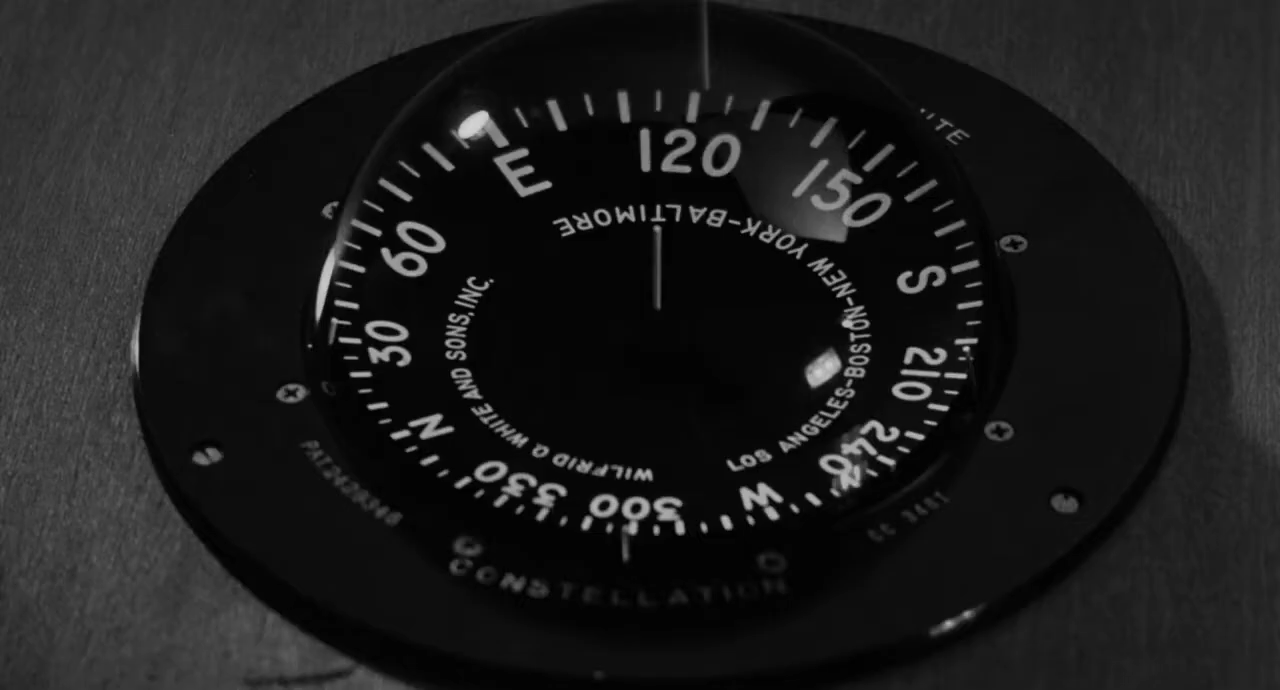 E
120
150
S
210
240
W
300
330
N
30
60
WILFRID O. WHITE AND SONS, INC.
LOS ANGELES-BOSTON-NEW YORK-BALTIMORE
CONSTELLATION